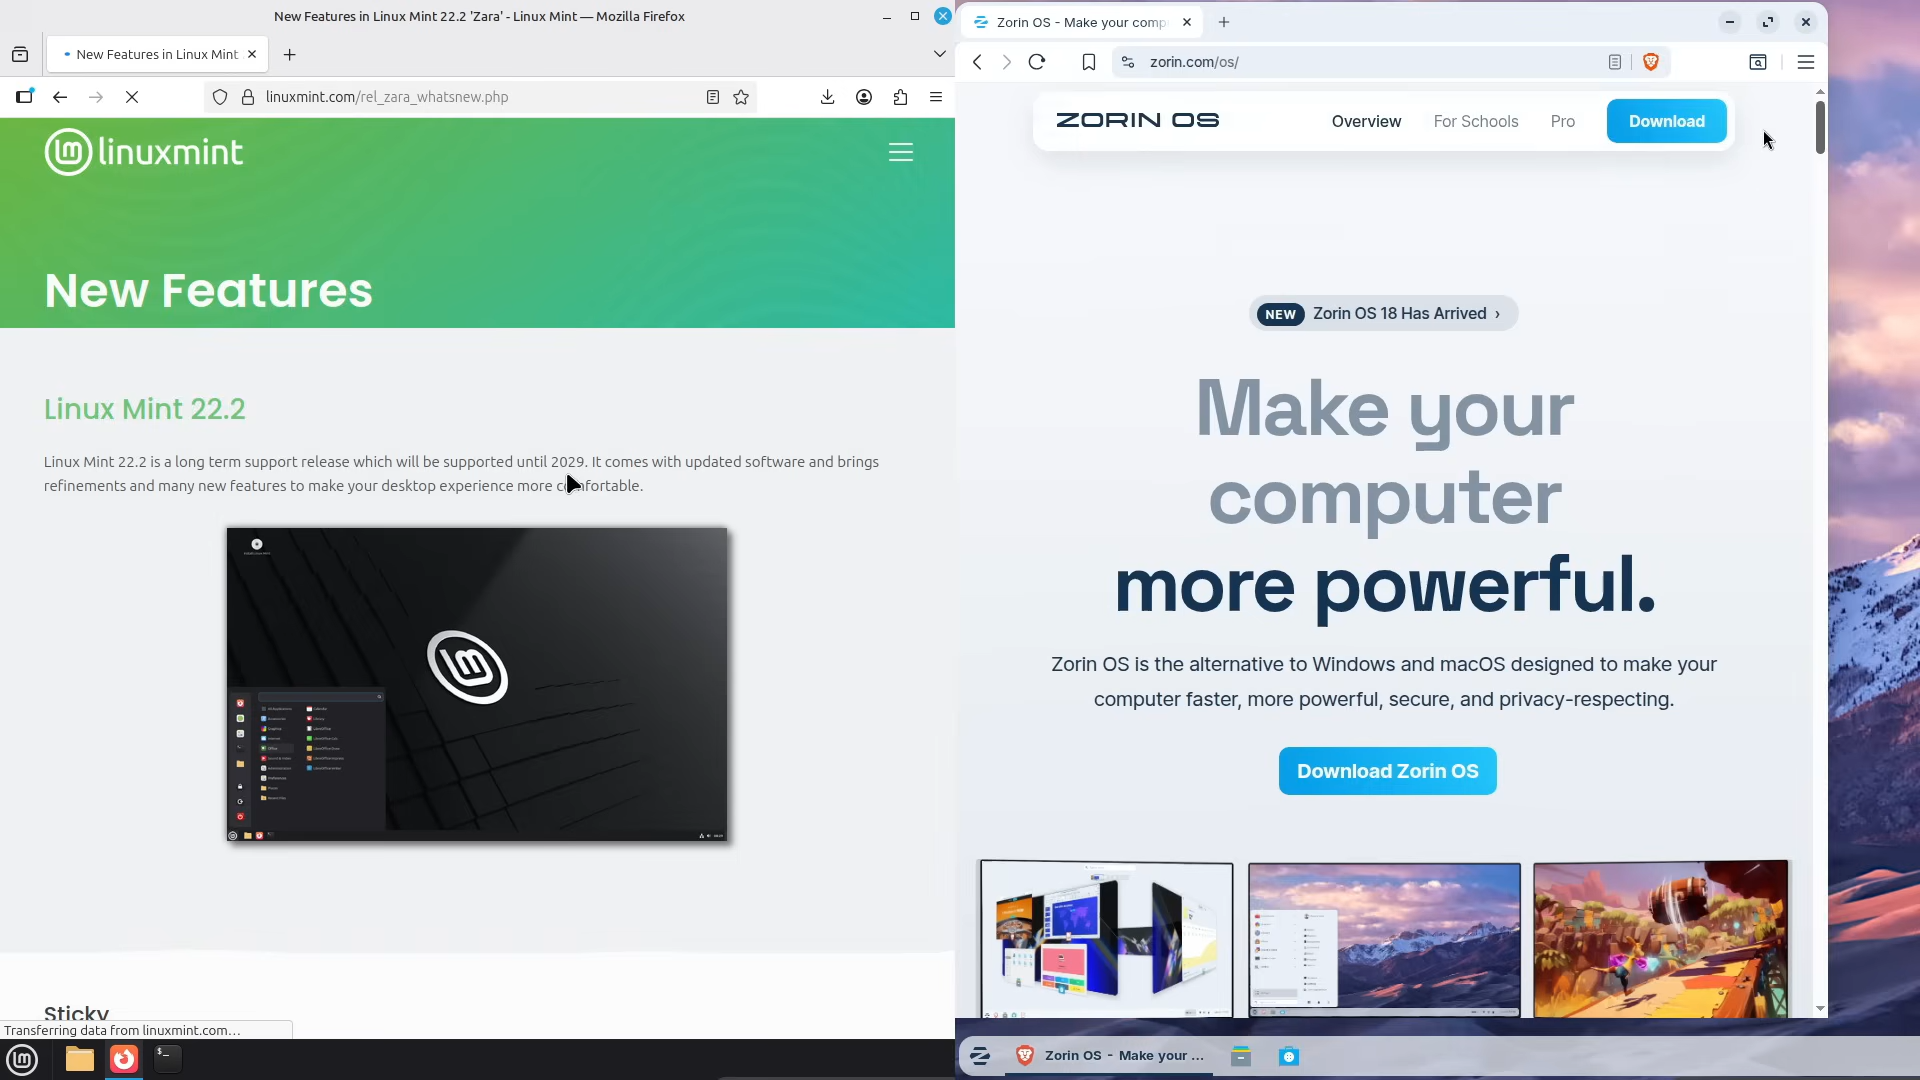 New Features in Linux Mint 22.2 'Zara' - Linux Mint — Mozilla Firefox
New Features in Linux Mint
linuxmint.com/rel_zara_whatsnew.php
linuxmint
New Features
Linux Mint 22.2
Linux Mint 22.2 is a long term support release which will be supported until 2029. It comes with updated software and brings
refinements and many new features to make your desktop experience more comfortable.
Sticky
Transferring data from linuxmint.com…
Zorin OS - Make your comp
zorin.com/os/
ZORIN OS
Overview
For Schools
Pro
Download
NEW Zorin OS 18 Has Arrived ›
Make your
computer
more powerful.
Zorin OS is the alternative to Windows and macOS designed to make your
computer faster, more powerful, secure, and privacy-respecting.
Download Zorin OS
Zorin OS - Make your ...